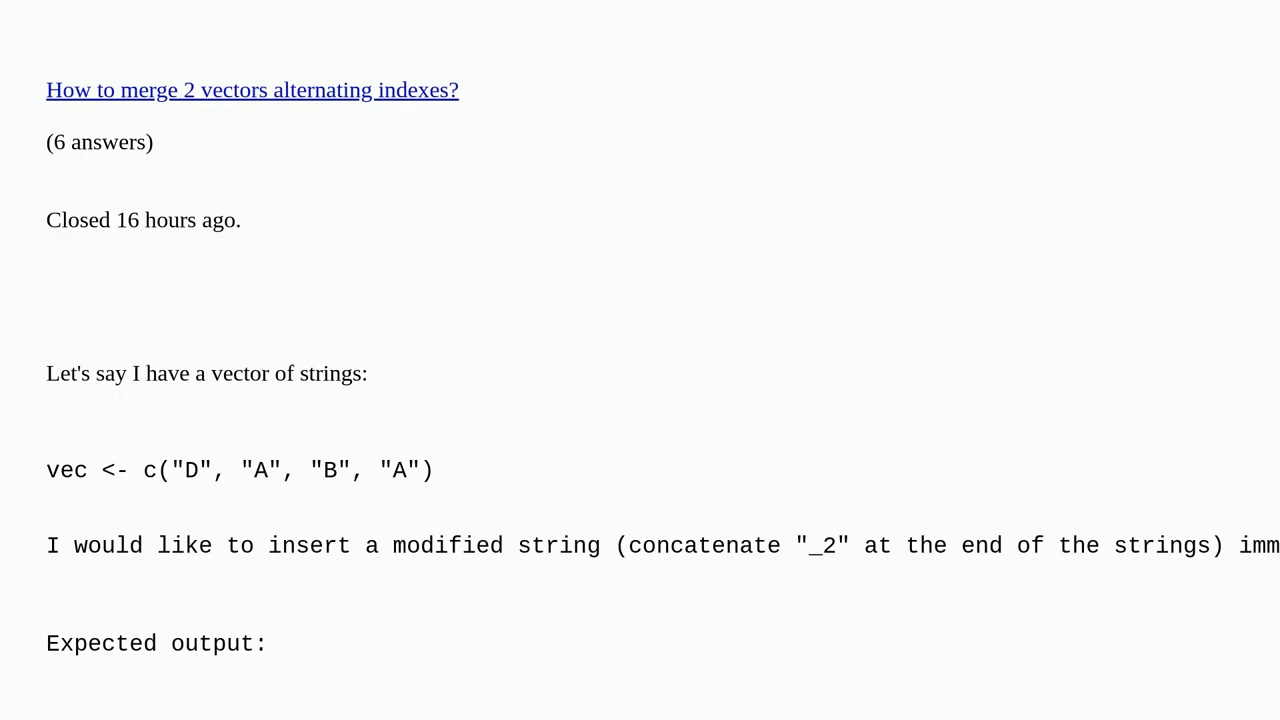 How to merge 2 vectors alternating indexes?
(6 answers)
Closed 16 hours ago.
Let's say I have a vector of strings:
vec <- c("D", "A", "B", "A")
I would like to insert a modified string (concatenate "_2" at the end of the strings)
Expected output: